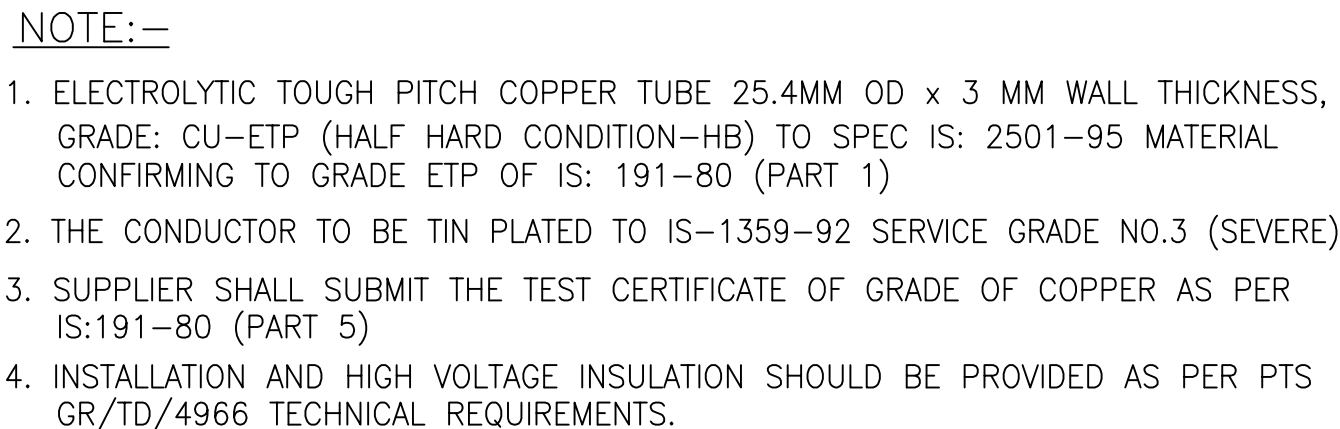 NOTE:—
1. ELECTROLYTIC TOUGH PITCH COPPER TUBE 25.4MM OD x 3 MM WALL THICKNESS,
GRADE: CU-ETP (HALF HARD CONDITION-HB) TO SPEC IS: 2501-95 MATERIAL
CONFIRMING TO GRADE ETP OF IS: 191-80 (PART 1)
2. THE CONDUCTOR TO BE TIN PLATED TO IS-1359-92 SERVICE GRADE NO.3 (SEVERE)
3. SUPPLIER SHALL SUBMIT THE TEST CERTIFICATE OF GRADE OF COPPER AS PER
IS:191-80 (PART 5)
4. INSTALLATION AND HIGH VOLTAGE INSULATION SHOULD BE PROVIDED AS PER PTS
GR/TD/4966 TECHNICAL REQUIREMENTS.